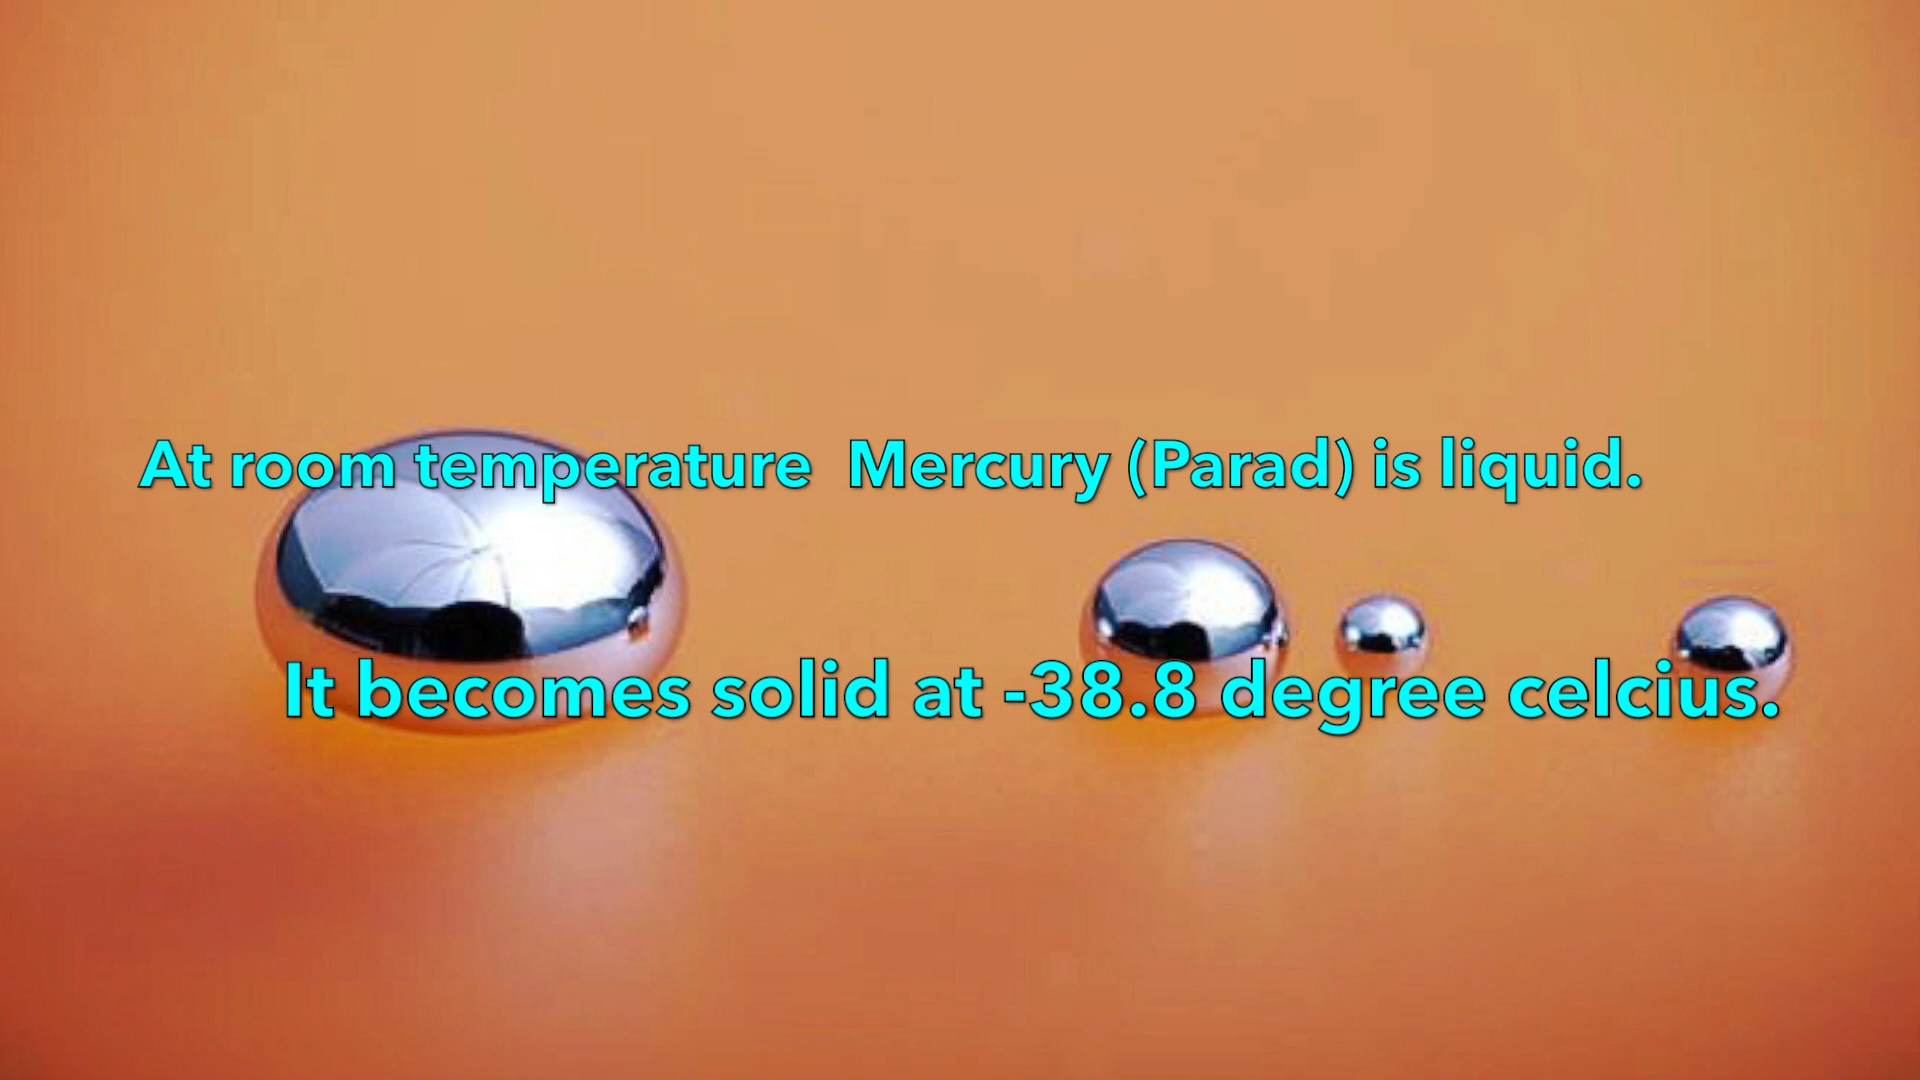 At room temperature  Mercury (Parad) is liquid.
It becomes solid at -38.8 degree celcius.